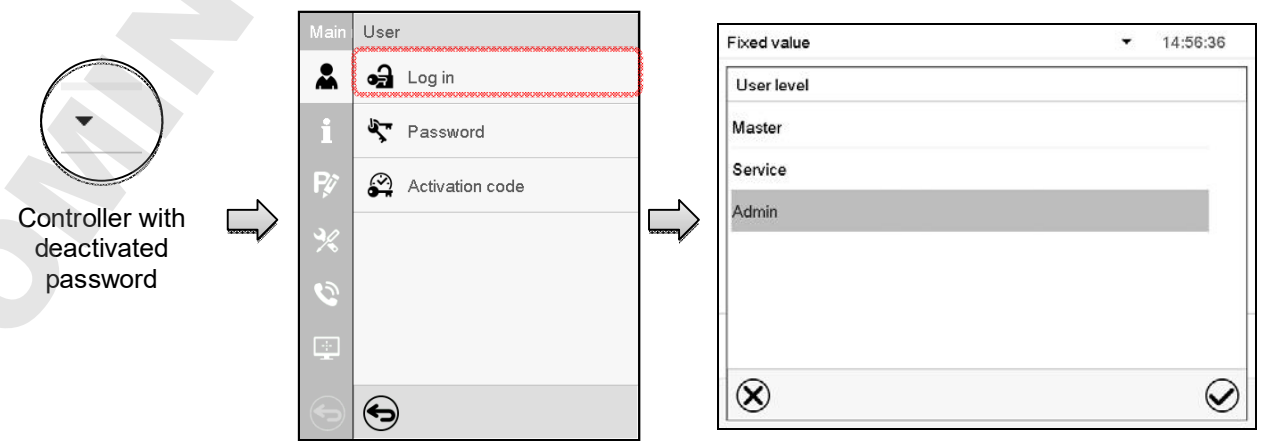 Controller with
deactivated
password
Main
User
Log in
Password
Activation code
Fixed value
14:56:36
User level
Master
Service
Admin